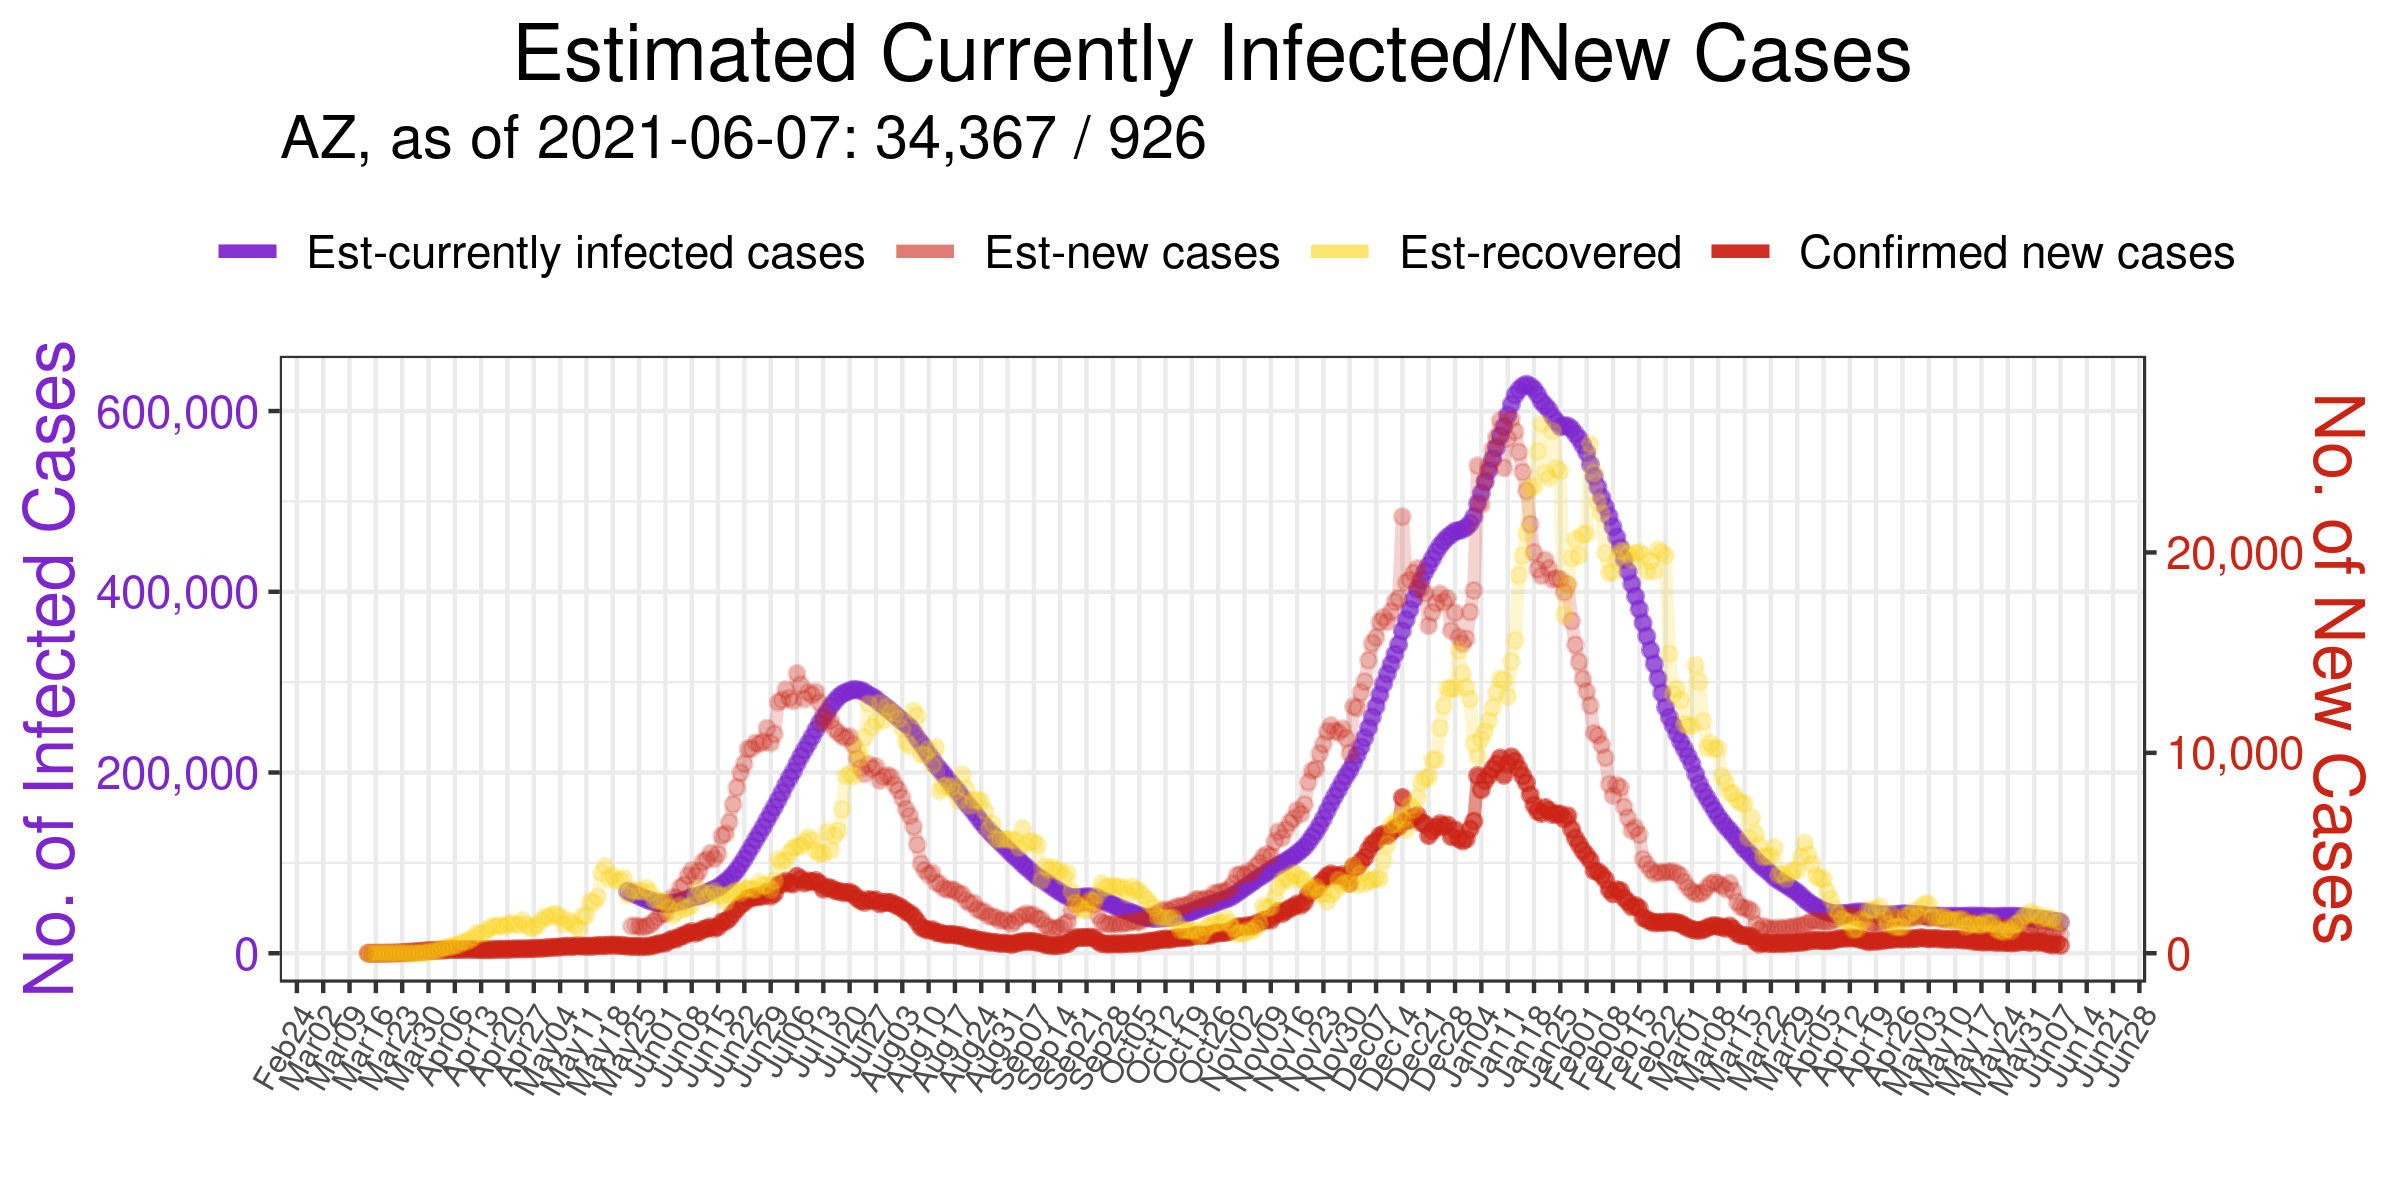 Estimated Currently Infected/New Cases
AZ, as of 2021-06-07: 34,367 / 926
Est-currently infected cases Est-new cases Est-recovered Confirmed new cases
No. of Infected Cases
600,000
400,000
200,000
0
No. of New Cases
20,000
10,000
0
Feb24
Mar02
Mar09
Mar16
Mar23
Mar30
Apr06
Apr13
Apr20
Apr27
May04
May11
May18
May25
Jun01
Jun08
Jun15
Jun22
Jun29
Jul06
Jul13
Jul20
Jul27
Aug03
Aug10
Aug17
Aug24
Aug31
Sep07
Sep14
Sep21
Sep28
Oct05
Oct12
Oct19
Oct26
Nov02
Nov09
Nov16
Nov23
Nov30
Dec07
Dec14
Dec21
Dec28
Jan04
Jan11
Jan18
Jan25
Feb01
Feb08
Feb15
Feb22
Mar01
Mar08
Mar15
Mar22
Mar29
Apr05
Apr12
Apr19
Apr26
May03
May10
May17
May24
May31
Jun07
Jun14
Jun21
Jun28